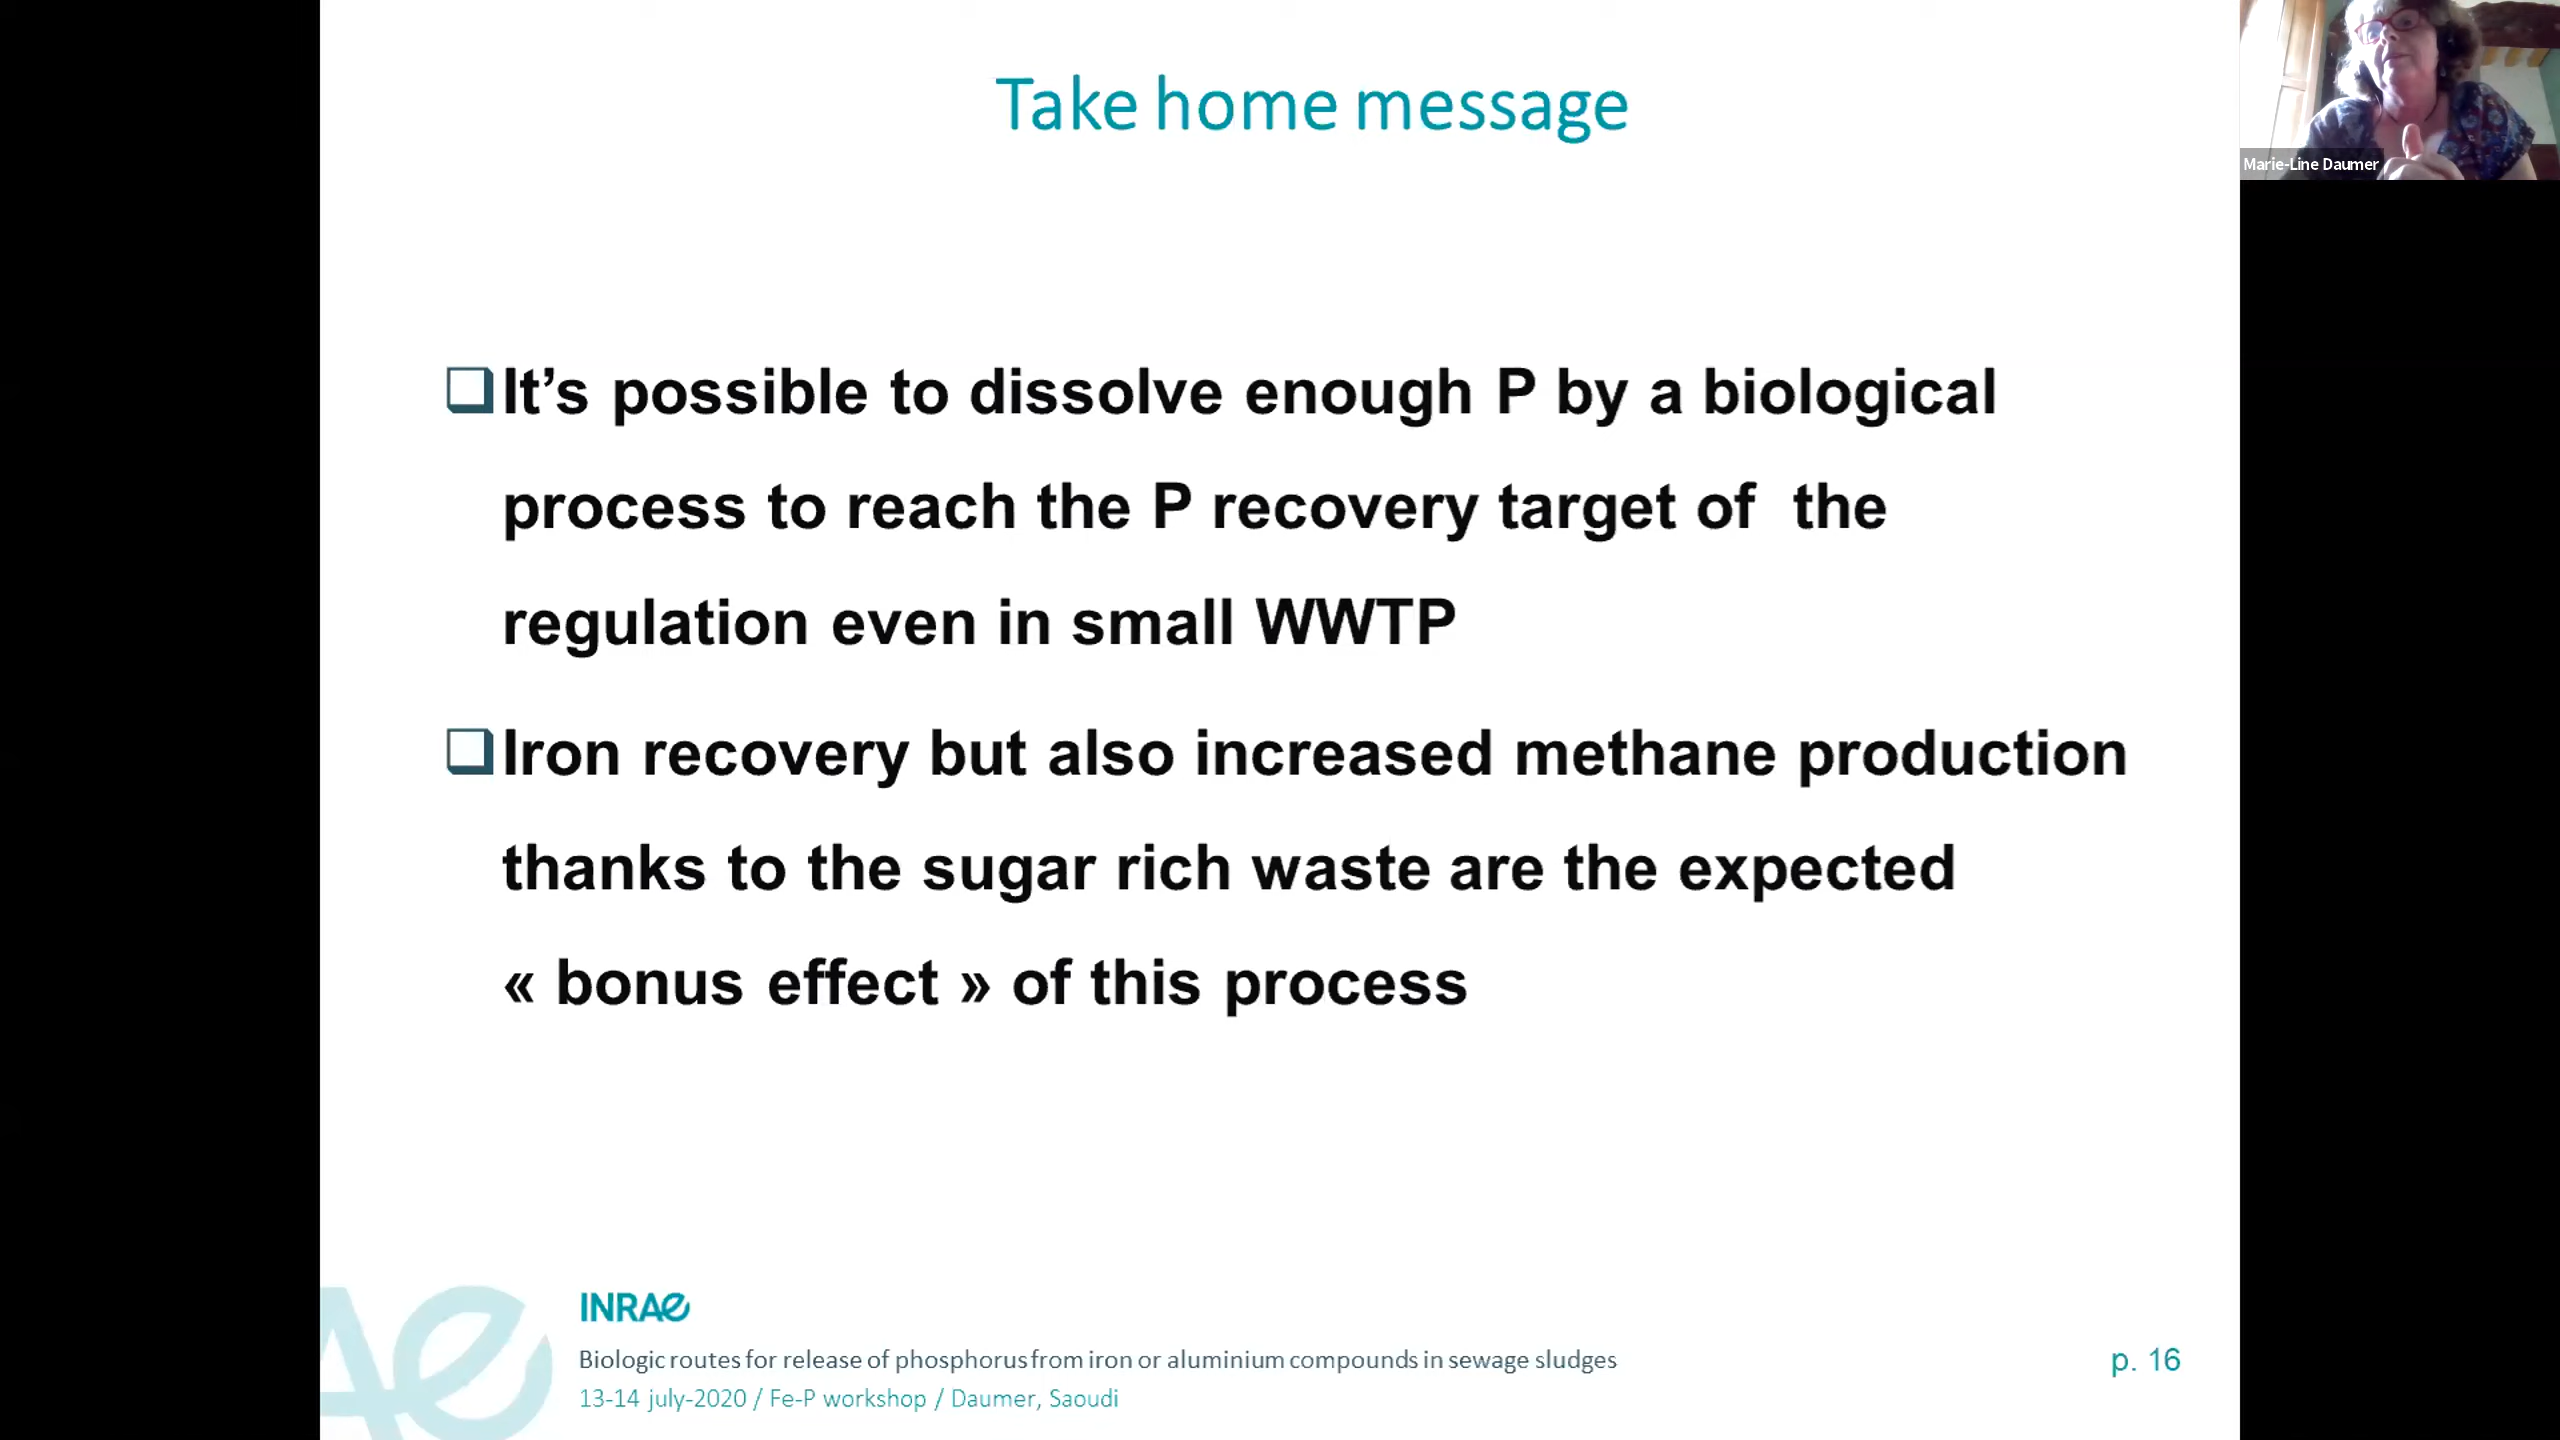 Take home message
Marie-Line Daumer
It’s possible to dissolve enough P by a biological
process to reach the P recovery target of the
regulation even in small WWTP
Iron recovery but also increased methane production
thanks to the sugar rich waste are the expected
« bonus effect » of this process
INRAE
Biologic routes for release of phosphorus from iron or aluminium compounds in sewage sludges
13-14 july-2020 / Fe-P workshop / Daumer, Saoudi
p. 16